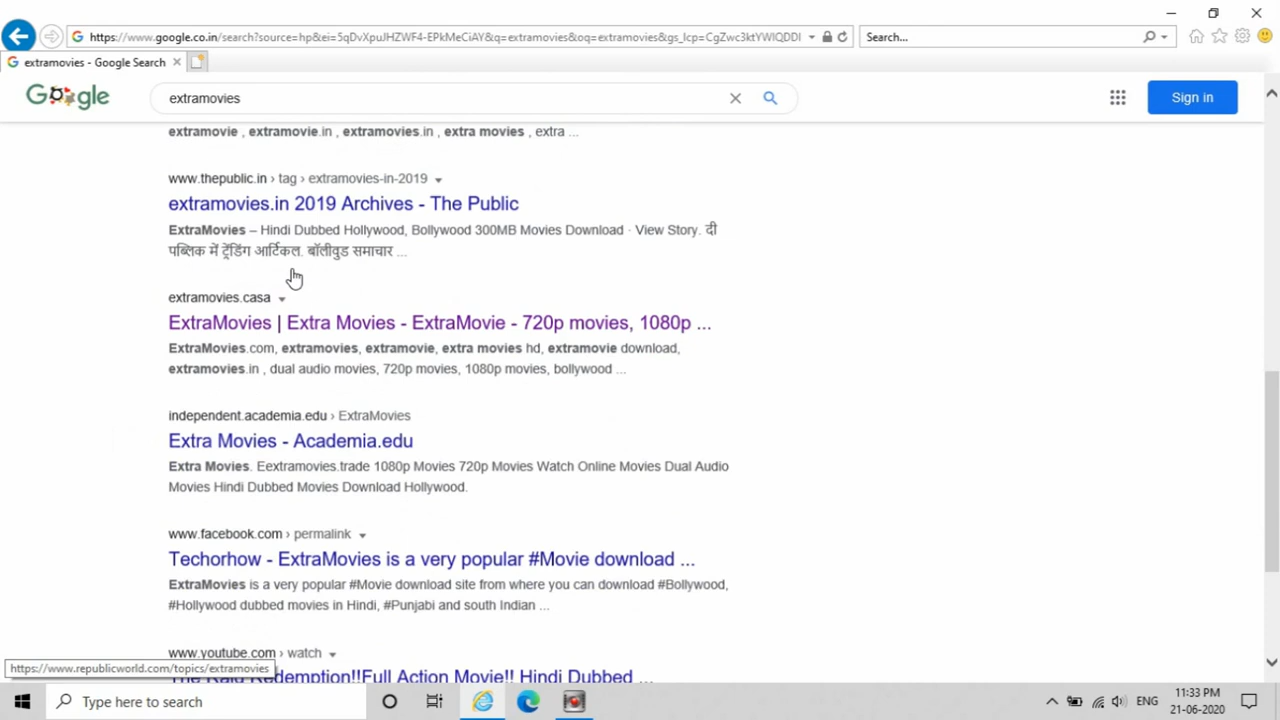 https://www.google.co.in/search?source=hp&ei=5qDvXpuJHZWF4-EPkMeCiAY&q=extramovies&oq=extramovies&gs_lcp=CgZwc3ktYWIQDDI
Search...
extramovies - Google Search
Google
extramovies
Sign in
extramovie , extramovie.in , extramovies.in , extra movies , extra ...
www.thepublic.in › tag › extramovies-in-2019
extramovies.in 2019 Archives - The Public
ExtraMovies – Hindi Dubbed Hollywood, Bollywood 300MB Movies Download · View Story. दी
पब्लिक में ट्रेंडिंग आर्टिकल. बॉलीवुड समाचार ...
extramovies.casa
ExtraMovies | Extra Movies - ExtraMovie - 720p movies, 1080p ...
ExtraMovies.com, extramovies, extramovie, extra movies hd, extramovie download,
extramovies.in , dual audio movies, 720p movies, 1080p movies, bollywood ...
independent.academia.edu › ExtraMovies
Extra Movies - Academia.edu
Extra Movies. Eextramovies.trade 1080p Movies 720p Movies Watch Online Movies Dual Audio
Movies Hindi Dubbed Movies Download Hollywood.
www.facebook.com › permalink
Techorhow - ExtraMovies is a very popular #Movie download ...
ExtraMovies is a very popular #Movie download site from where you can download #Bollywood,
#Hollywood dubbed movies in Hindi, #Punjabi and south Indian ...
www.youtube.com › watch
https://www.republicworld.com/topics/extramovies
The Raid Redemption!!Full Action Movie!! Hindi Dubbed ...
Type here to search
ENG
11:33 PM
21-06-2020